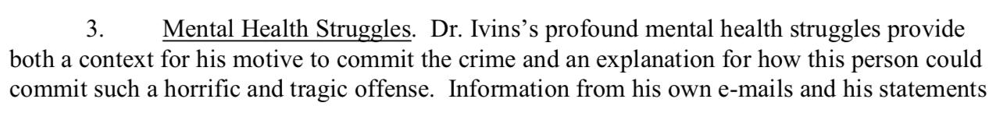 3. Mental Health Struggles. Dr. Ivins’s profound mental health struggles provide
both a context for his motive to commit the crime and an explanation for how this person could
commit such a horrific and tragic offense. Information from his own e-mails and his statements